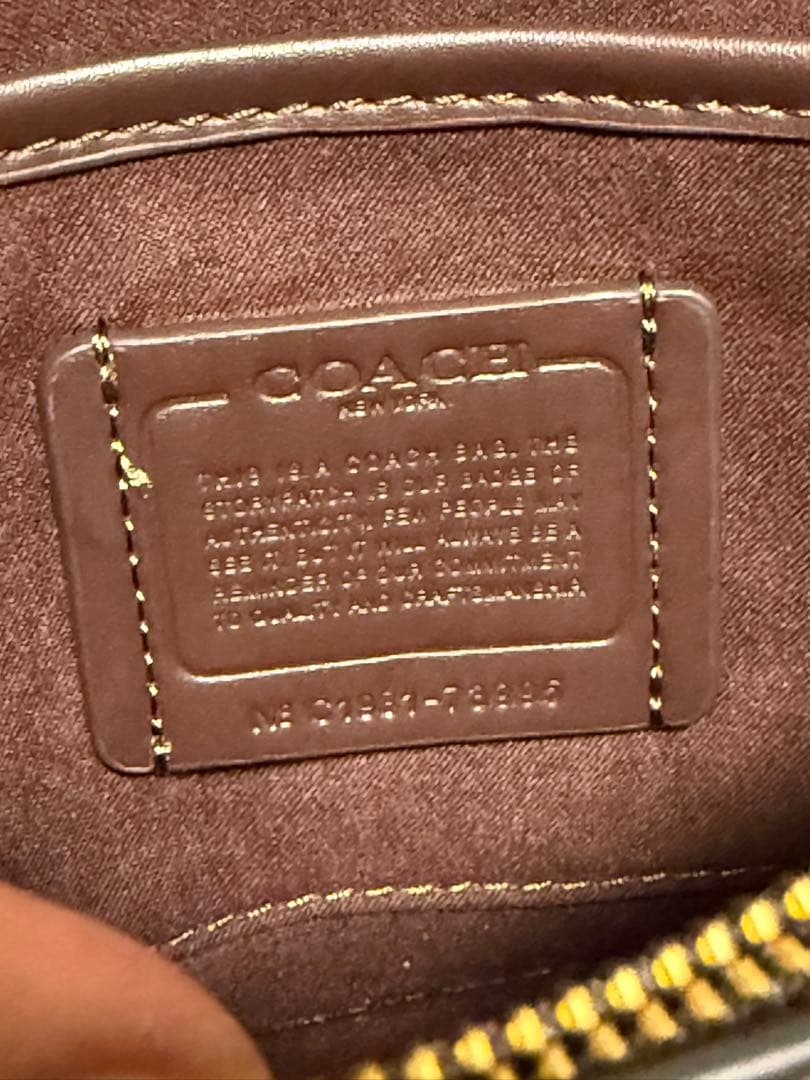 COACH
NEW YORK
THIS IS A COACH BAG. THE
STORYPATCH IS OUR BADGE OF
AUTHENTICITY. FEW PEOPLE MAY
SEE IT, BUT IT WILL ALWAYS BE A
REMINDER OF OUR COMMITMENT
TO QUALITY AND CRAFTSMANSHIP.